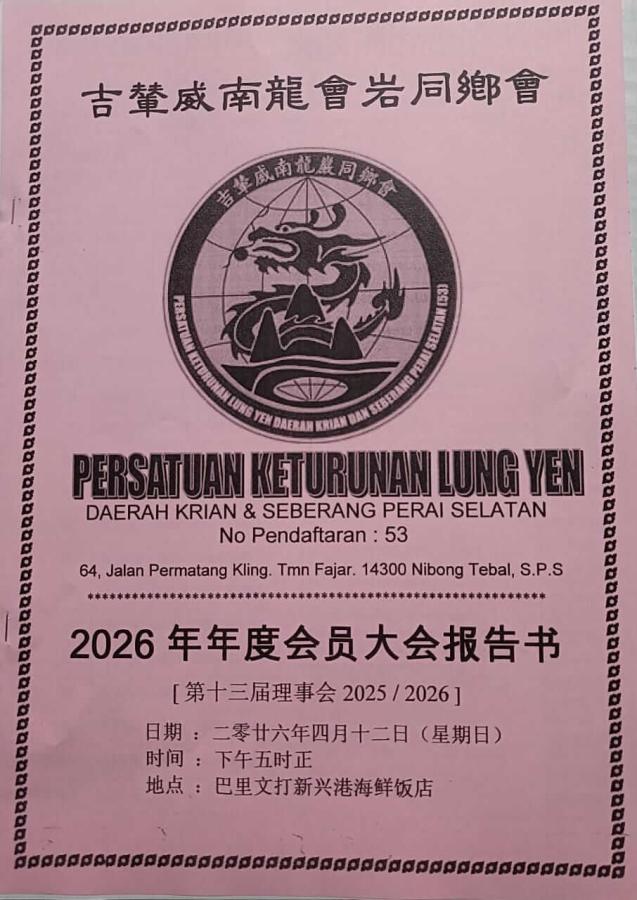 吉輦威南龍會岩同鄉會
吉輦威南龍巖同鄉會
PERSATUAN KETURUNAN LUNG YEN DAERAH KRIAN DAN SEBERANG PERAI SELATAN (53)
PERSATUAN KETURUNAN LUNG YEN
DAERAH KRIAN & SEBERANG PERAI SELATAN
No Pendaftaran : 53
64, Jalan Permatang Kling. Tmn Fajar. 14300 Nibong Tebal, S.P.S
**************************************************************
2026 年年度会员大会报告书
[ 第十三届理事会 2025 / 2026 ]
日期 : 二零廿六年四月十二日（星期日）
时间 : 下午五时正
地点 : 巴里文打新兴港海鲜饭店